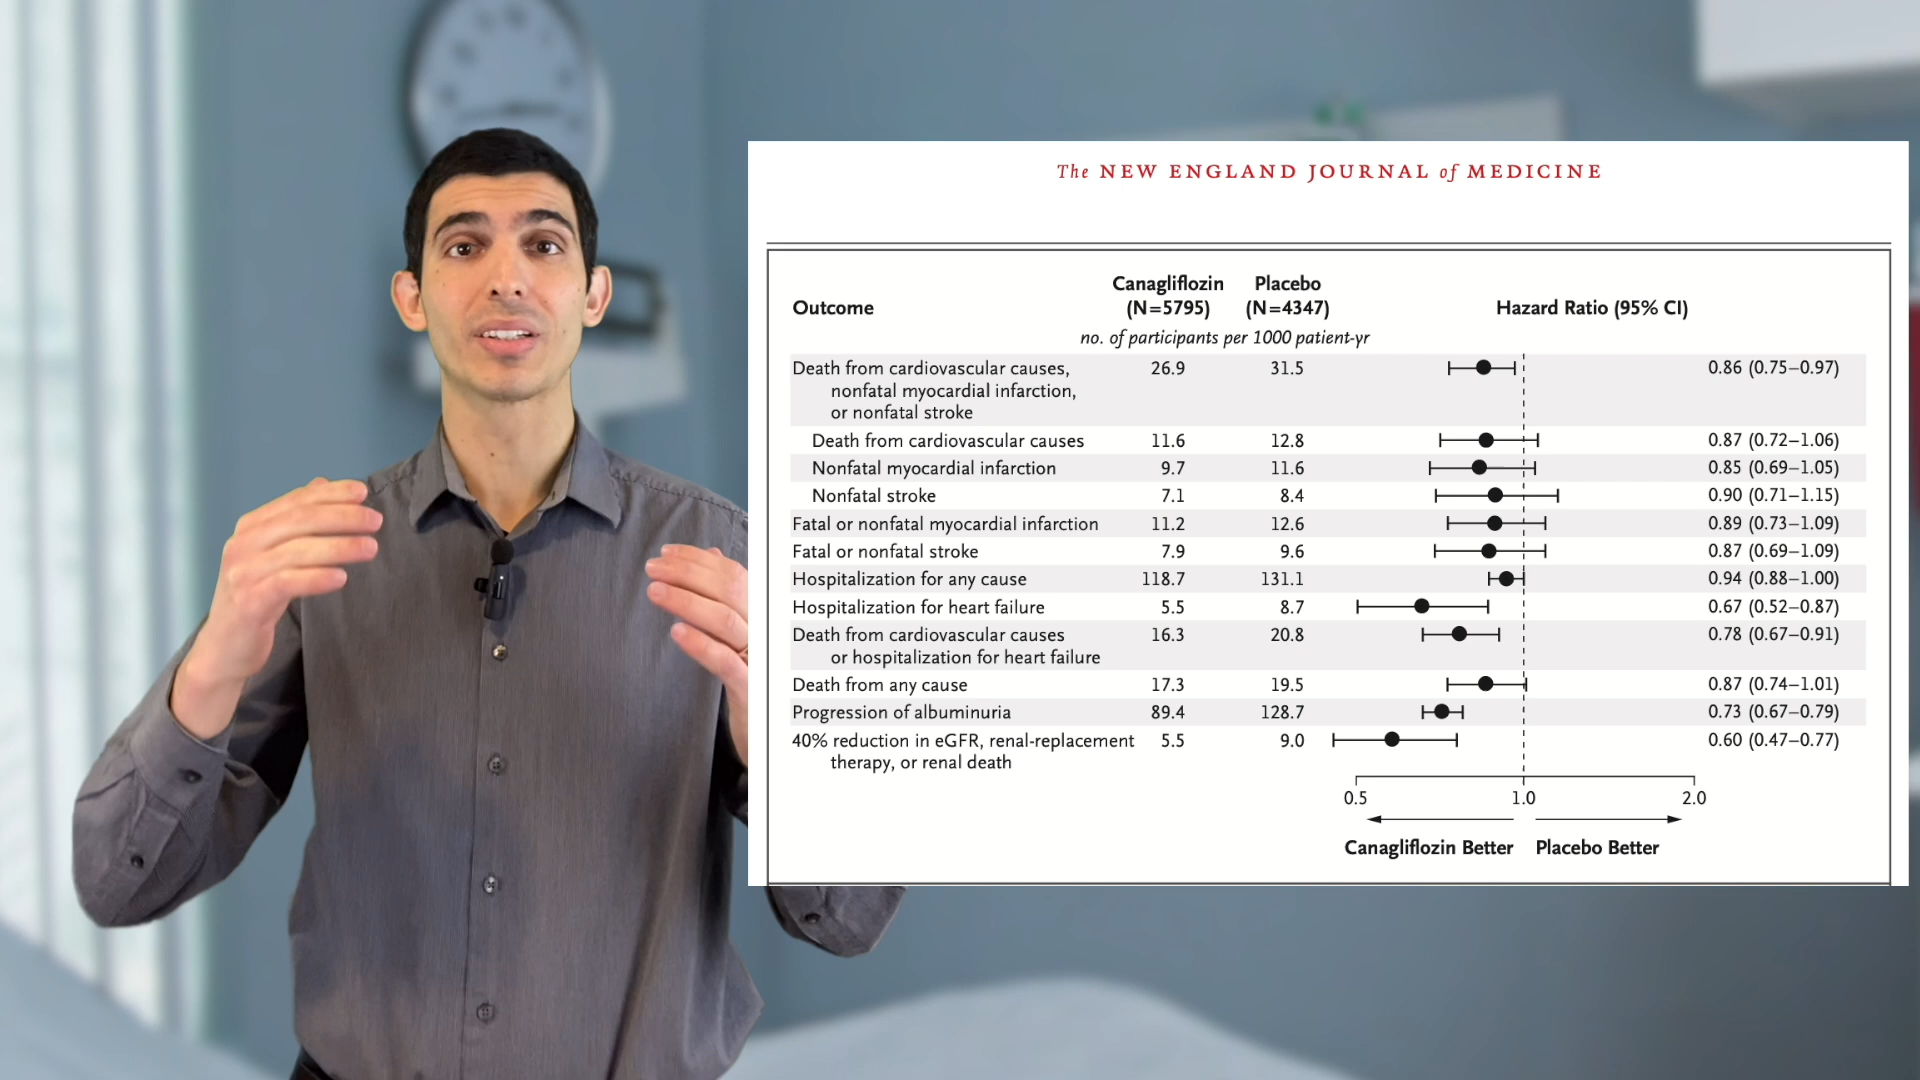 The NEW ENGLAND JOURNAL of MEDICINE
Canagliflozin Placebo
Outcome (N=5795) (N=4347) Hazard Ratio (95% CI)
no. of participants per 1000 patient-yr
Death from cardiovascular causes, 26.9 31.5 0.86 (0.75–0.97)
nonfatal myocardial infarction,
or nonfatal stroke
Death from cardiovascular causes 11.6 12.8 0.87 (0.72–1.06)
Nonfatal myocardial infarction 9.7 11.6 0.85 (0.69–1.05)
Nonfatal stroke 7.1 8.4 0.90 (0.71–1.15)
Fatal or nonfatal myocardial infarction 11.2 12.6 0.89 (0.73–1.09)
Fatal or nonfatal stroke 7.9 9.6 0.87 (0.69–1.09)
Hospitalization for any cause 118.7 131.1 0.94 (0.88–1.00)
Hospitalization for heart failure 5.5 8.7 0.67 (0.52–0.87)
Death from cardiovascular causes 16.3 20.8 0.78 (0.67–0.91)
or hospitalization for heart failure
Death from any cause 17.3 19.5 0.87 (0.74–1.01)
Progression of albuminuria 89.4 128.7 0.73 (0.67–0.79)
40% reduction in eGFR, renal-replacement 5.5 9.0 0.60 (0.47–0.77)
therapy, or renal death
0.5 1.0 2.0
Canagliflozin Better Placebo Better